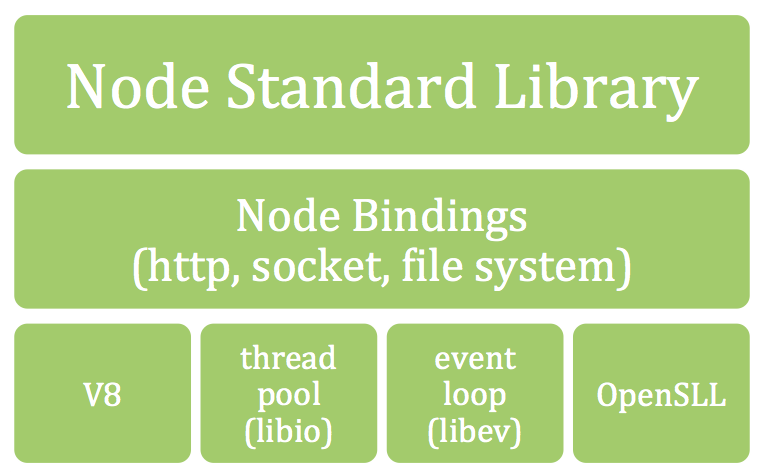 Node Standard Library
Node Bindings
(http, socket, file system)
V8
thread
pool
(libio)
event
loop
(libev)
OpenSLL